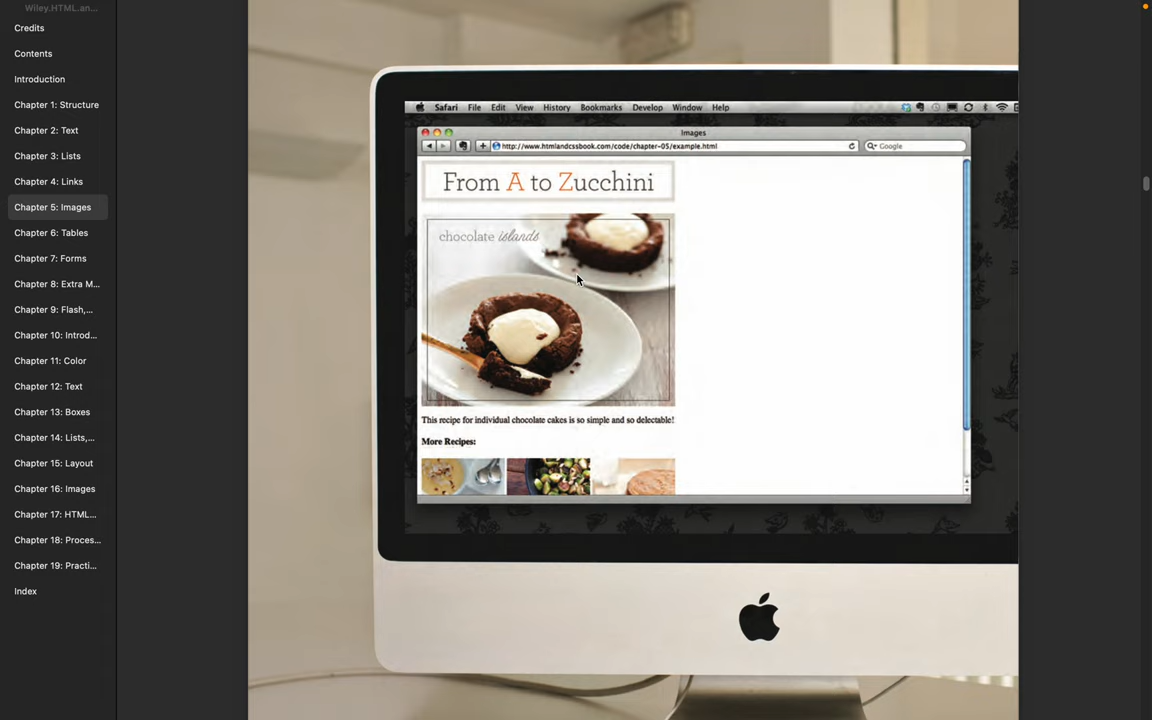 Wiley.HTML.an...
Credits
Contents
Introduction
Chapter 1: Structure
Chapter 2: Text
Chapter 3: Lists
Chapter 4: Links
Chapter 5: Images
Chapter 6: Tables
Chapter 7: Forms
Chapter 8: Extra M...
Chapter 9: Flash,...
Chapter 10: Introd...
Chapter 11: Color
Chapter 12: Text
Chapter 13: Boxes
Chapter 14: Lists,...
Chapter 15: Layout
Chapter 16: Images
Chapter 17: HTML...
Chapter 18: Proces...
Chapter 19: Practi...
Index
Safari File Edit View History Bookmarks Develop Window Help
Images
http://www.htmlandcssbook.com/code/chapter-05/example.html
Google
From A to Zucchini
chocolate islands
This recipe for individual chocolate cakes is so simple and so delectable!
More Recipes: